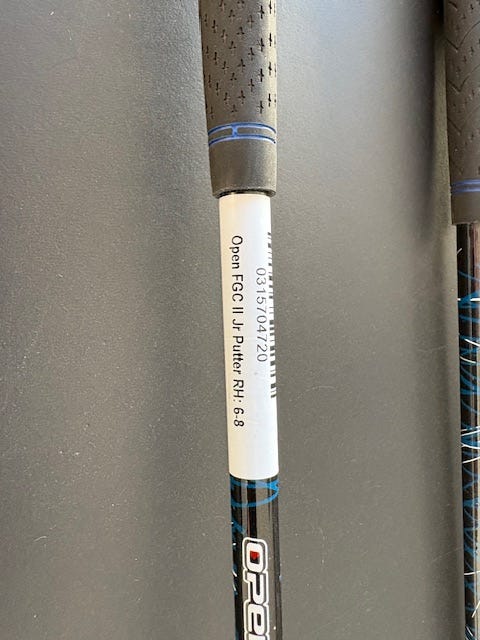 0315704720
Open FGC II Jr Putter RH: 6-8
OPEN